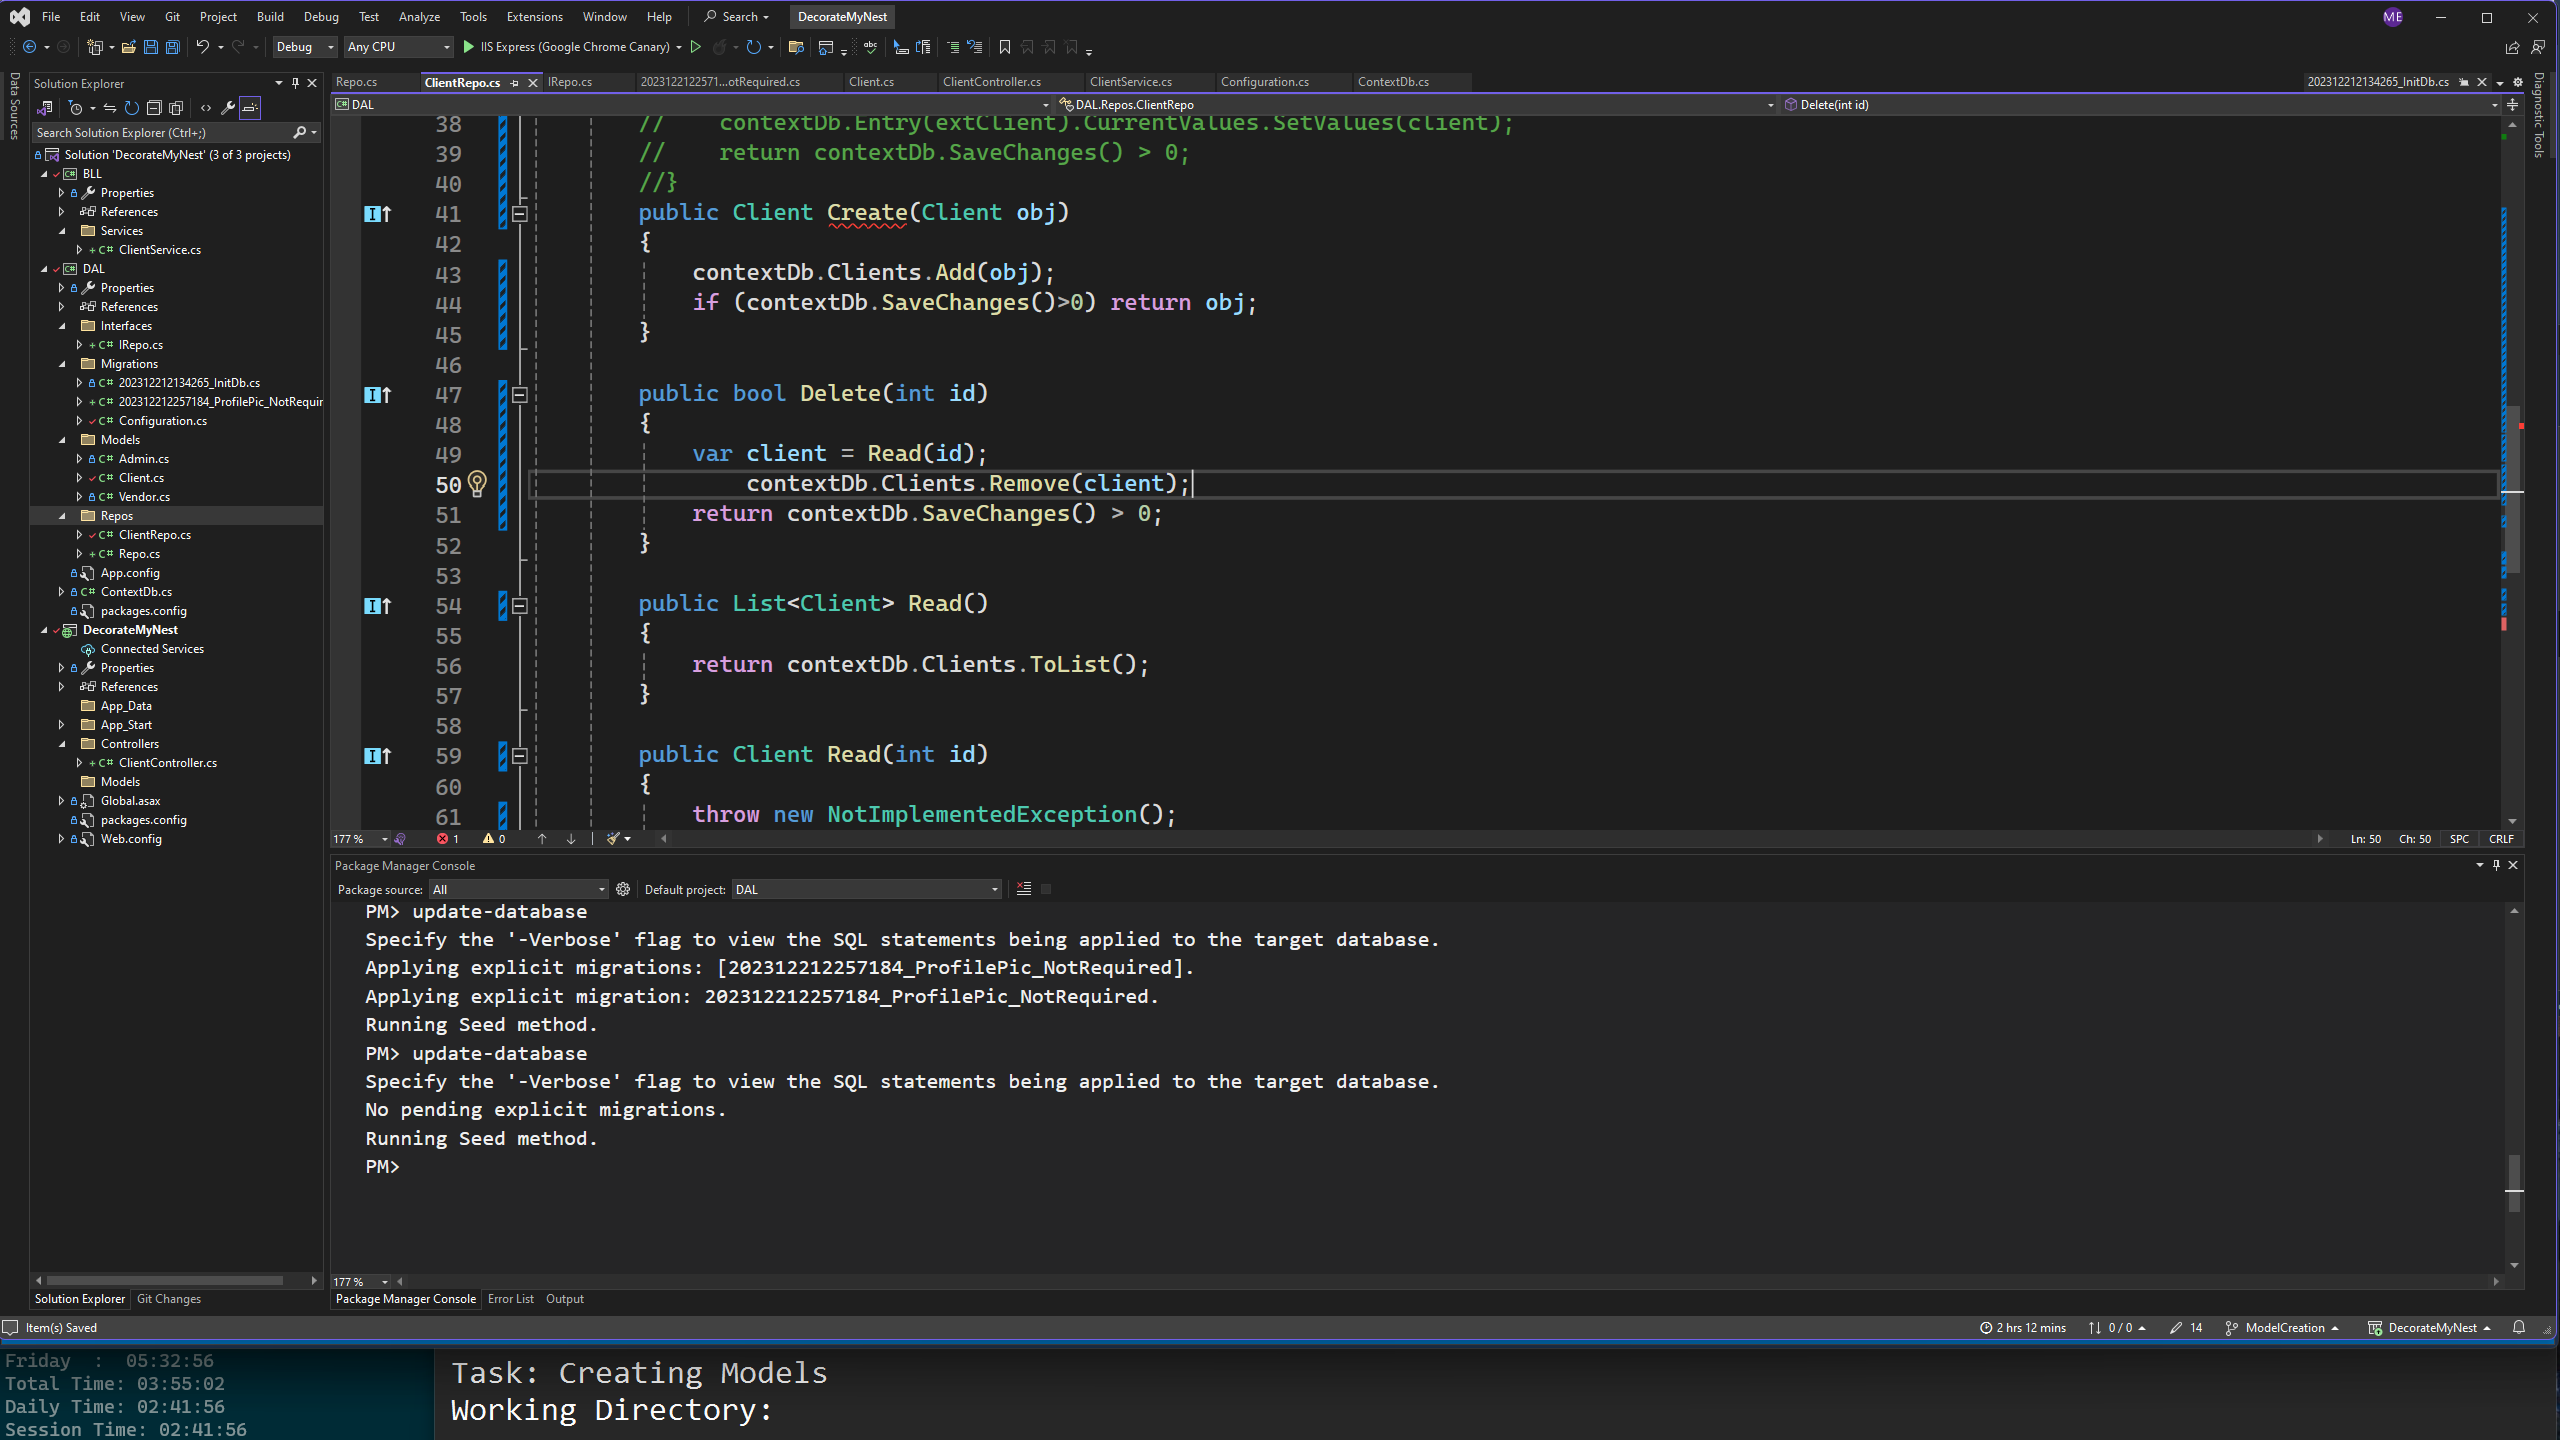 File Edit View Git Project Build Debug Test Analyze Tools Extensions Window Help Search DecorateMyNest ME
Debug Any CPU IIS Express (Google Chrome Canary)
Data Sources
Solution Explorer
Search Solution Explorer (Ctrl+;)
Solution 'DecorateMyNest' (3 of 3 projects)
BLL
Properties
References
Services
ClientService.cs
DAL
Properties
References
Interfaces
IRepo.cs
Migrations
202312212134265_InitDb.cs
202312212257184_ProfilePic_NotRequir
Configuration.cs
Models
Admin.cs
Client.cs
Vendor.cs
Repos
ClientRepo.cs
Repo.cs
App.config
ContextDb.cs
packages.config
DecorateMyNest
Connected Services
Properties
References
App_Data
App_Start
Controllers
ClientController.cs
Models
Global.asax
packages.config
Web.config
Solution Explorer Git Changes
Repo.cs ClientRepo.cs IRepo.cs 2023122122571...otRequired.cs Client.cs ClientController.cs ClientService.cs Configuration.cs ContextDb.cs 202312212134265_InitDb.cs
DAL DAL.Repos.ClientRepo Delete(int id)
38 // contextDb.Entry(extClient).CurrentValues.SetValues(client);
39 // return contextDb.SaveChanges() > 0;
40 //}
41 public Client Create(Client obj)
42 {
43 contextDb.Clients.Add(obj);
44 if (contextDb.SaveChanges()>0) return obj;
45 }
46
47 public bool Delete(int id)
48 {
49 var client = Read(id);
50 contextDb.Clients.Remove(client);
51 return contextDb.SaveChanges() > 0;
52 }
53
54 public List<Client> Read()
55 {
56 return contextDb.Clients.ToList();
57 }
58
59 public Client Read(int id)
60 {
61 throw new NotImplementedException();
177 % 1 0 Ln: 50 Ch: 50 SPC CRLF
Diagnostic Tools
Package Manager Console
Package source: All Default project: DAL
PM> update-database
Specify the '-Verbose' flag to view the SQL statements being applied to the target database.
Applying explicit migrations: [202312212257184_ProfilePic_NotRequired].
Applying explicit migration: 202312212257184_ProfilePic_NotRequired.
Running Seed method.
PM> update-database
Specify the '-Verbose' flag to view the SQL statements being applied to the target database.
No pending explicit migrations.
Running Seed method.
PM>
177 %
Package Manager Console Error List Output
Item(s) Saved 2 hrs 12 mins 0 / 0 14 ModelCreation DecorateMyNest
Friday : 05:32:56
Total Time: 03:55:02
Daily Time: 02:41:56
Session Time: 02:41:56
Task: Creating Models
Working Directory: